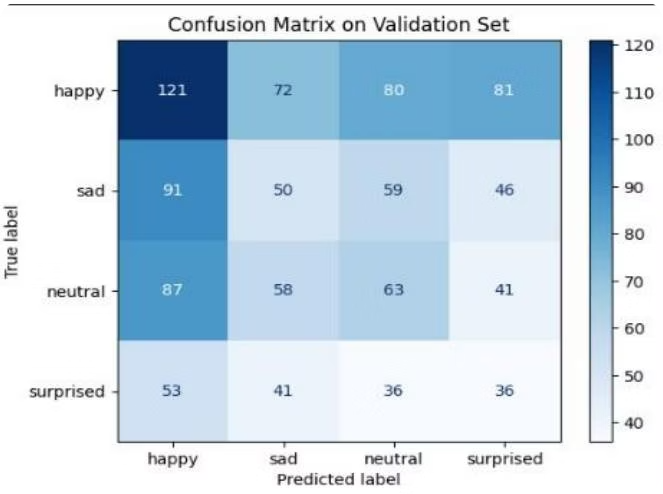 Confusion Matrix on Validation Set
happy 121 72 80 81
sad 91 50 59 46
neutral 87 58 63 41
surprised 53 41 36 36
happy sad neutral surprised
Predicted label
True label
120
110
100
90
80
70
60
50
40